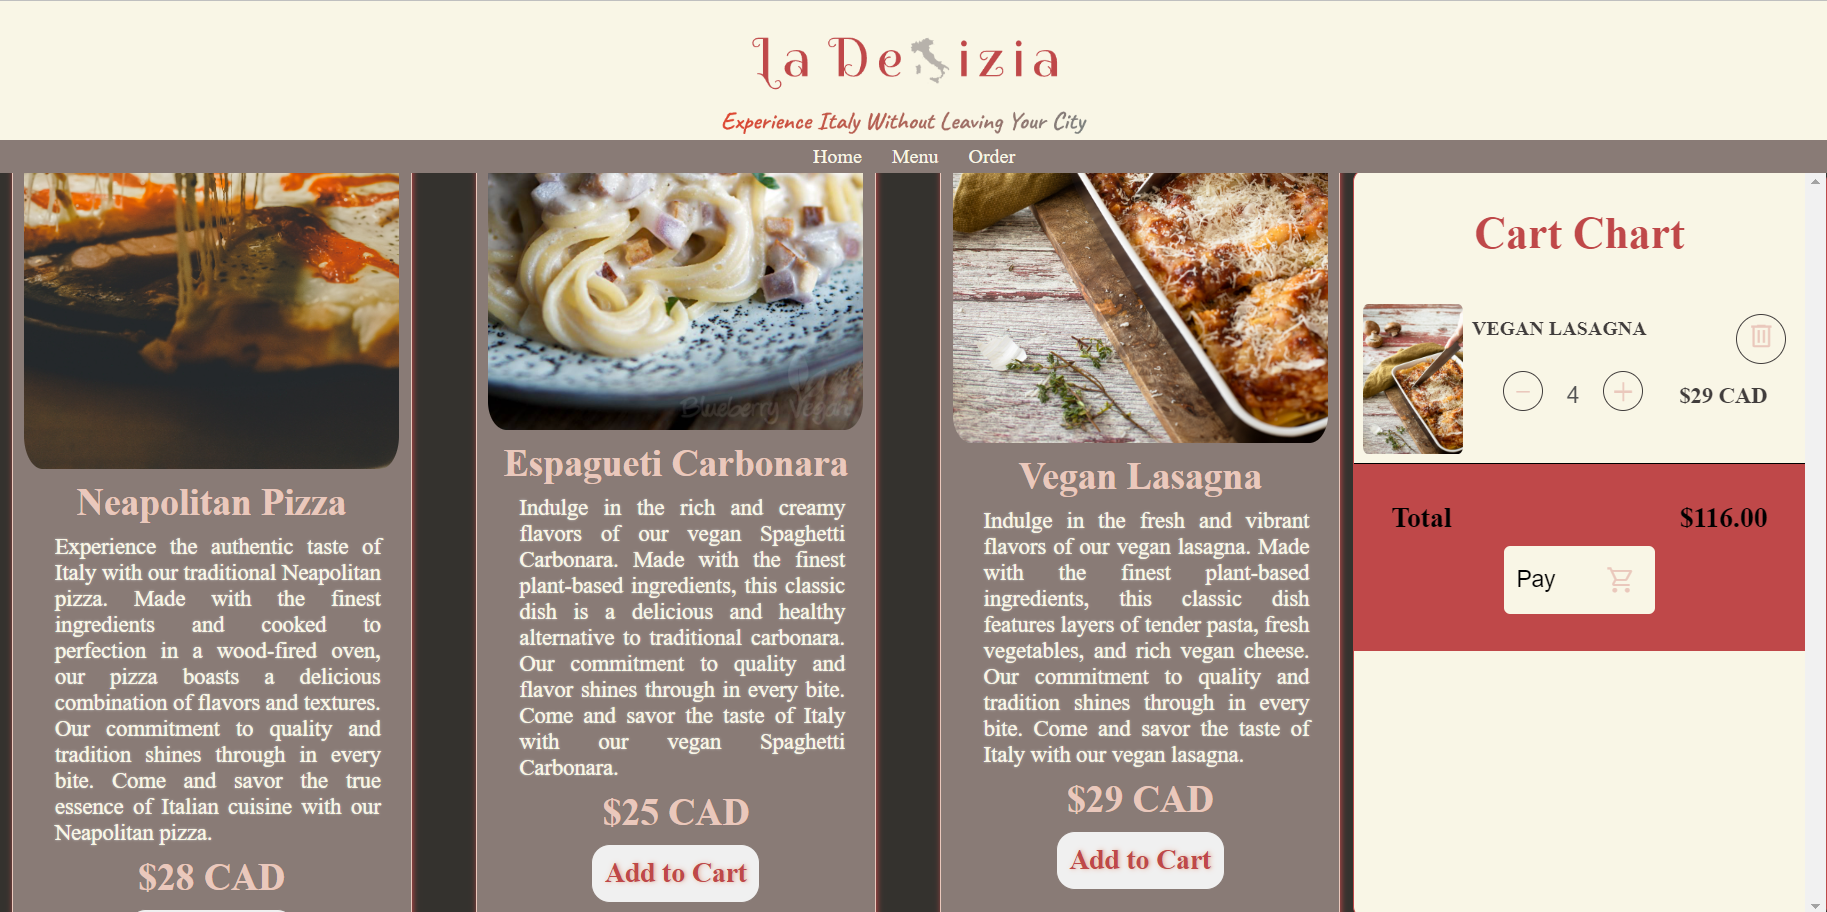 La Delizia
Experience Italy Without Leaving Your City
Home Menu Order
Neapolitan Pizza
Experience the authentic taste of
Italy with our traditional Neapolitan
pizza. Made with the finest
ingredients and cooked to
perfection in a wood-fired oven,
our pizza boasts a delicious
combination of flavors and textures.
Our commitment to quality and
tradition shines through in every
bite. Come and savor the true
essence of Italian cuisine with our
Neapolitan pizza.
$28 CAD
Blueberry Vegan
Espagueti Carbonara
Indulge in the rich and creamy
flavors of our vegan Spaghetti
Carbonara. Made with the finest
plant-based ingredients, this classic
dish is a delicious and healthy
alternative to traditional carbonara.
Our commitment to quality and
flavor shines through in every bite.
Come and savor the taste of Italy
with our vegan Spaghetti
Carbonara.
$25 CAD
Add to Cart
Vegan Lasagna
Indulge in the fresh and vibrant
flavors of our vegan lasagna. Made
with the finest plant-based
ingredients, this classic dish
features layers of tender pasta, fresh
vegetables, and rich vegan cheese.
Our commitment to quality and
tradition shines through in every
bite. Come and savor the taste of
Italy with our vegan lasagna.
$29 CAD
Add to Cart
Cart Chart
VEGAN LASAGNA
4
$29 CAD
Total $116.00
Pay